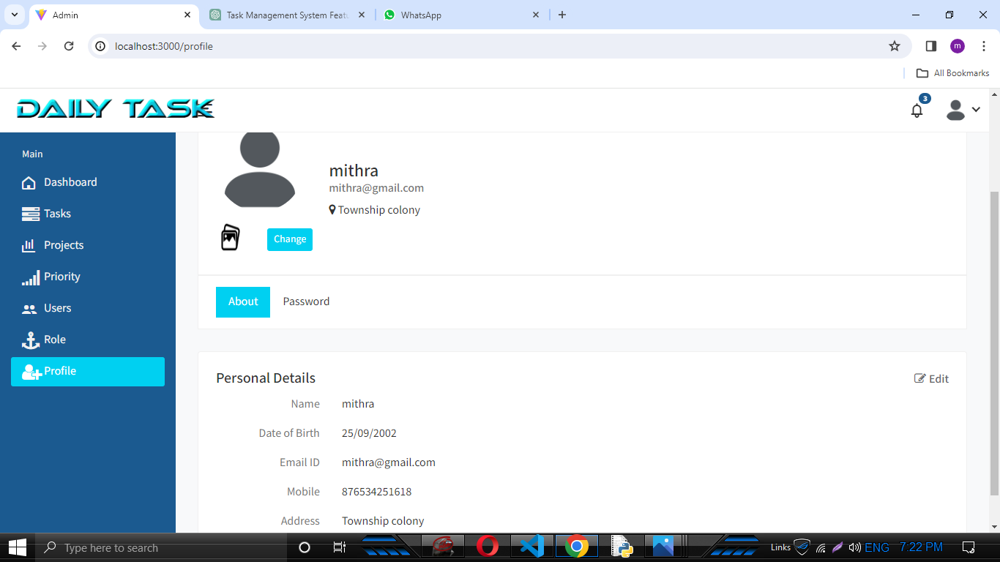 Admin
Task Management System Featu
WhatsApp
localhost:3000/profile
m
All Bookmarks
DAILY TASK
3
Main
Dashboard
Tasks
Projects
Priority
Users
Role
Profile
mithra
mithra@gmail.com
Township colony
Change
About
Password
Personal Details
Edit
Name mithra
Date of Birth 25/09/2002
Email ID mithra@gmail.com
Mobile 876534251618
Address Township colony
Type here to search
Links
ENG
7:22 PM